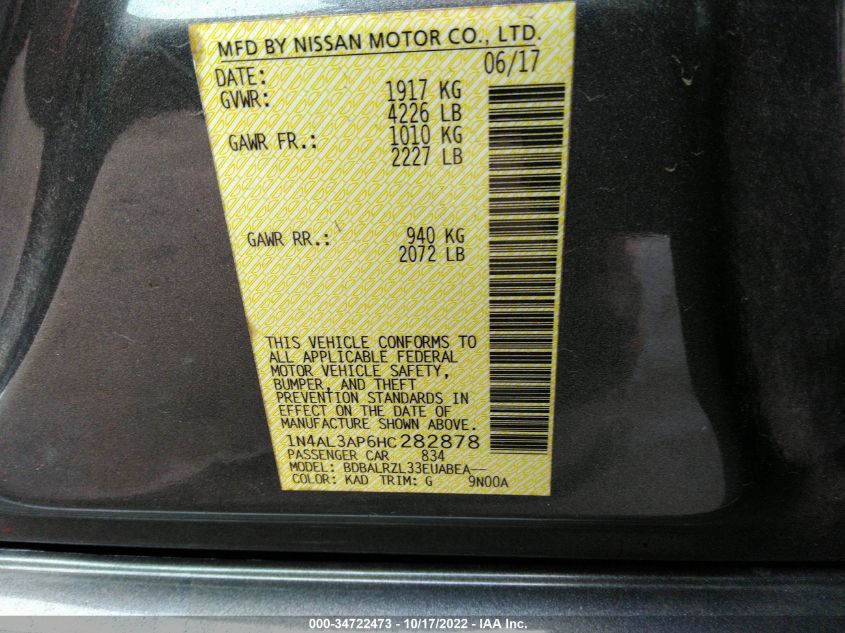 MFD BY NISSAN MOTOR CO., LTD.
DATE: 06/17
GVWR: 1917 KG
4226 LB
GAWR FR.: 1010 KG
2227 LB
GAWR RR.: 940 KG
2072 LB
THIS VEHICLE CONFORMS TO
ALL APPLICABLE FEDERAL
MOTOR VEHICLE SAFETY,
BUMPER, AND THEFT
PREVENTION STANDARDS IN
EFFECT ON THE DATE OF
MANUFACTURE SHOWN ABOVE.
1N4AL3AP6HC282878
PASSENGER CAR 834
MODEL: BDBALRZL33EUABEA--
COLOR: KAD TRIM: G 9N00A
000-34722473 - 10/17/2022 - IAA Inc.